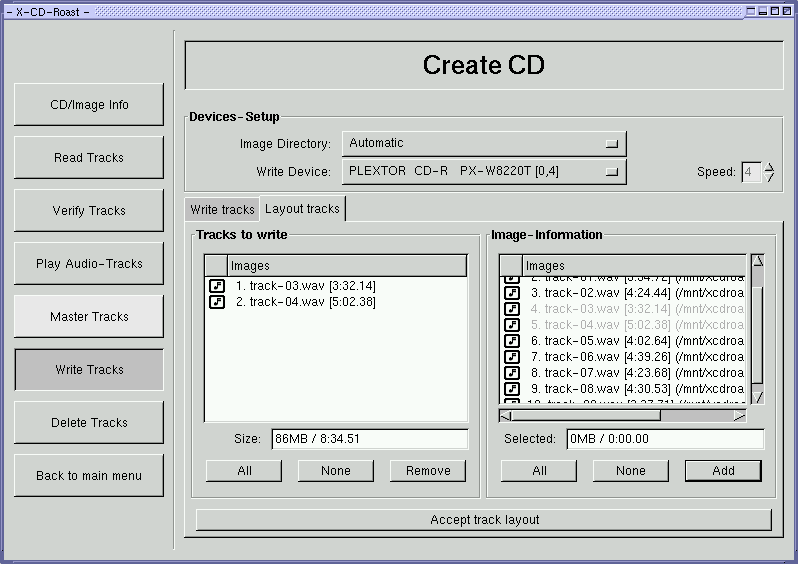 - X-CD-Roast -
Create CD
CD/Image Info
Read Tracks
Verify Tracks
Play Audio-Tracks
Master Tracks
Write Tracks
Delete Tracks
Back to main menu
Devices-Setup
Image Directory: Automatic
Write Device: PLEXTOR CD-R PX-W8220T [0,4] Speed: 4
Write tracks Layout tracks
Tracks to write
Images
1. track-03.wav [3:32.14]
2. track-04.wav [5:02.38]
Size: 86MB / 8:34.51
All None Remove
Image-Information
Images
2. track-01.wav [3:34.72] (/mnt/xcdroa
3. track-02.wav [4:24.44] (/mnt/xcdroa
4. track-03.wav [3:32.14] (/mnt/xcdroa
5. track-04.wav [5:02.38] (/mnt/xcdroa
6. track-05.wav [4:02.64] (/mnt/xcdroa
7. track-06.wav [4:39.26] (/mnt/xcdroa
8. track-07.wav [4:23.68] (/mnt/xcdroa
9. track-08.wav [4:30.53] (/mnt/xcdroa
10. track-09.wav [3:37.71] (/mnt/xcdroa
Selected: 0MB / 0:00.00
All None Add
Accept track layout